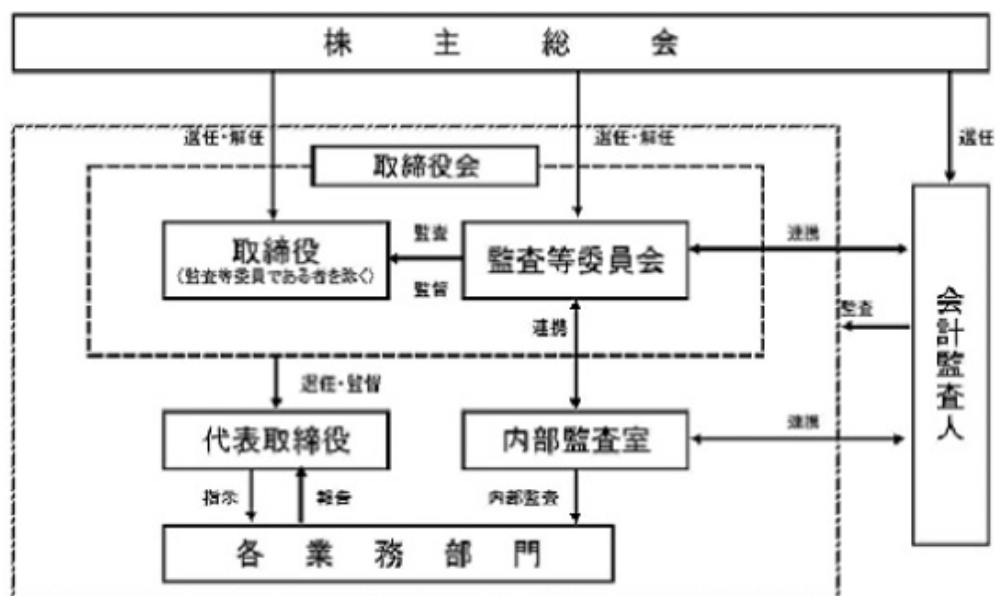 株主総会
選任・解任
選任・解任
選任
取締役会
取締役
(監査等委員である者を除く)
監査
監督
監査等委員会
連携
監査
会計監査人
連携
選任・監督
代表取締役
内部監査室
連携
指示
報告
内部監査
各業務部門